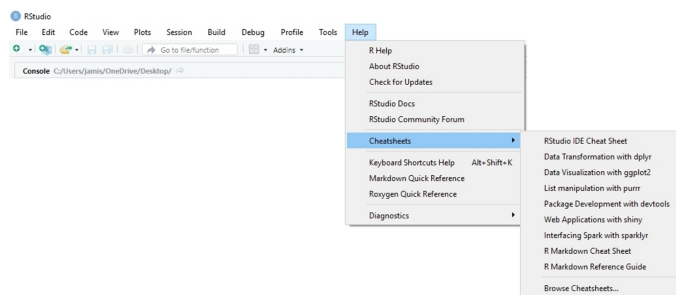 RStudio
File Edit Code View Plots Session Build Debug Profile Tools Help
Go to file/function Addins
Console C:/Users/jamis/OneDrive/Desktop/
R Help
About RStudio
Check for Updates
RStudio Docs
RStudio Community Forum
Cheatsheets
Keyboard Shortcuts Help Alt+Shift+K
Markdown Quick Reference
Roxygen Quick Reference
Diagnostics
RStudio IDE Cheat Sheet
Data Transformation with dplyr
Data Visualization with ggplot2
List manipulation with purrr
Package Development with devtools
Web Applications with shiny
Interfacing Spark with sparklyr
R Markdown Cheat Sheet
R Markdown Reference Guide
Browse Cheatsheets...